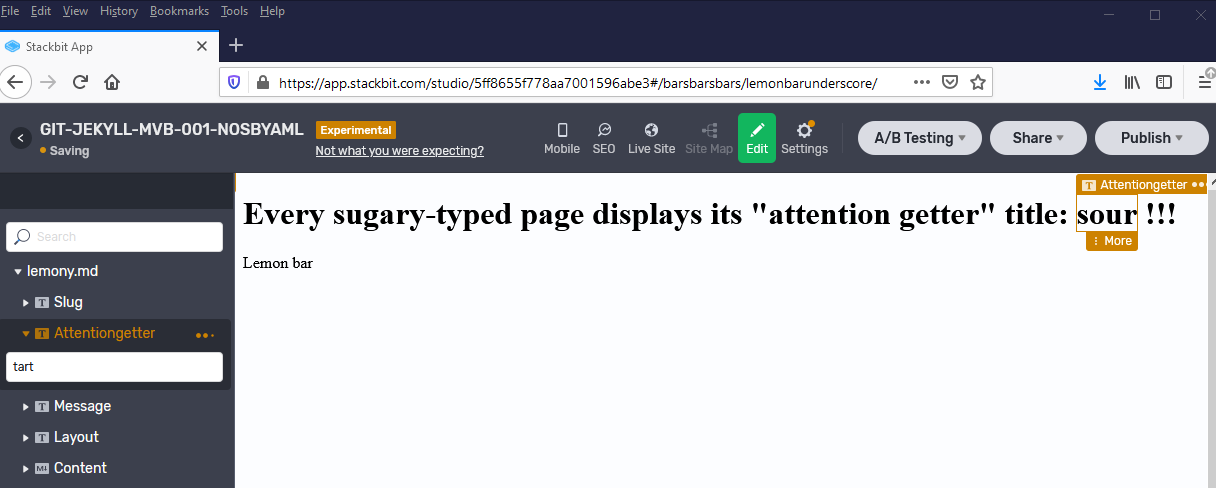 File Edit View History Bookmarks Tools Help
Stackbit App
https://app.stackbit.com/studio/5ff8655f778aa7001596abe3#/barsbarsbars/lemonbarunderscore/
GIT-JEKYLL-MVB-001-NOSBYAML Experimental
Saving Not what you were expecting?
Mobile SEO Live Site Site Map Edit Settings A/B Testing Share Publish
Attentiongetter
Every sugary-typed page displays its "attention getter" title: sour !!!
More
Lemon bar
Search
lemony.md
T Slug
T Attentiongetter
tart
T Message
T Layout
M↓ Content